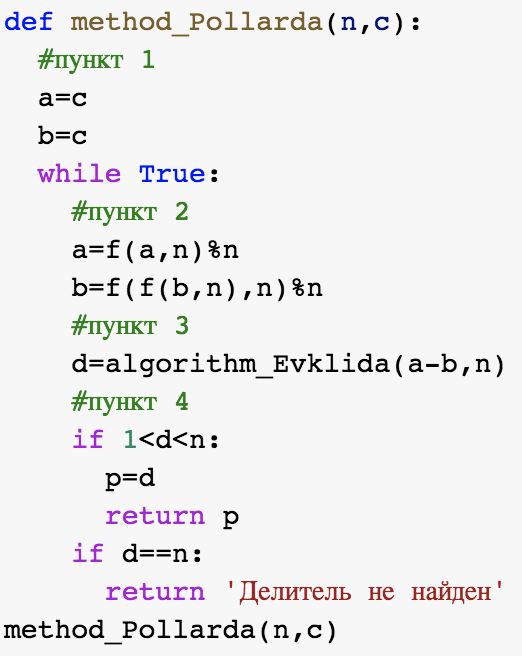 def method_Pollarda(n,c):
  #пункт 1
  a=c
  b=c
  while True:
    #пункт 2
    a=f(a,n)%n
    b=f(f(b,n),n)%n
    #пункт 3
    d=algorithm_Evklida(a-b,n)
    #пункт 4
    if 1<d<n:
      p=d
      return p
    if d==n:
      return 'Делитель не найден'
method_Pollarda(n,c)